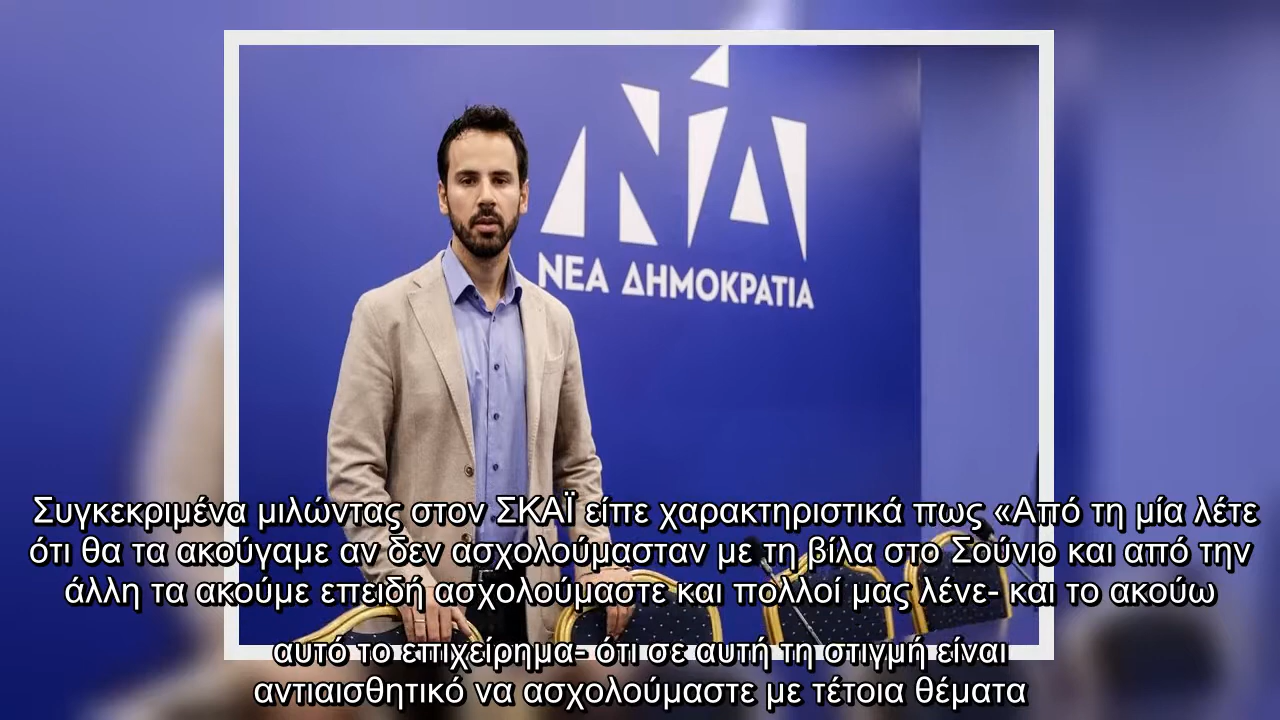 ΝΔ
ΝΕΑ ΔΗΜΟΚΡΑΤΙΑ
Συγκεκριμένα μιλώντας στον ΣΚΑΪ είπε χαρακτηριστικά πως «Από τη μία λέτε
ότι θα τα ακούγαμε αν δεν ασχολούμασταν με τη βίλα στο Σούνιο και από την
άλλη τα ακούμε επειδή ασχολούμαστε και πολλοί μας λένε- και το ακούω
αυτό το επιχείρημα- ότι σε αυτή τη στιγμή είναι
αντιαισθητικό να ασχολούμαστε με τέτοια θέματα